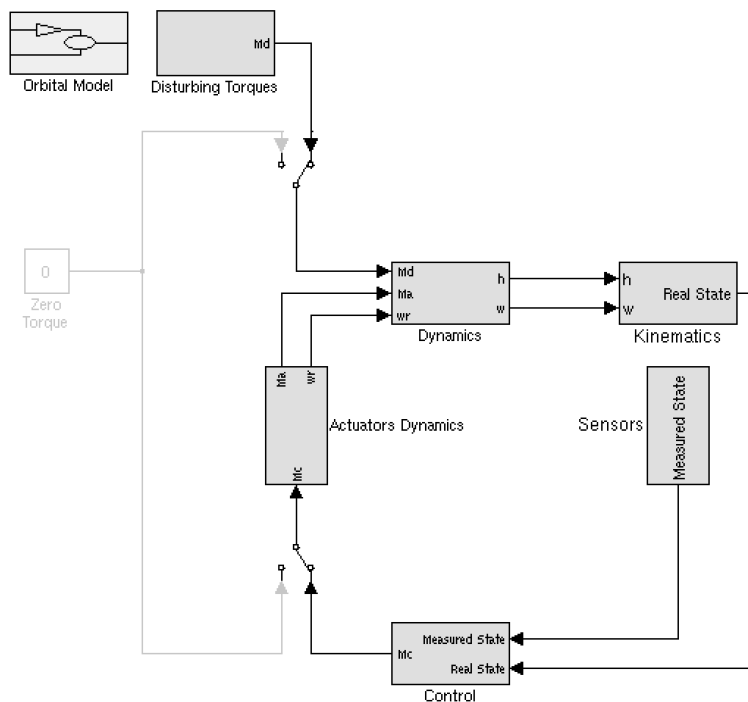 Md
Orbital Model
Disturbing Torques
0
Zero
Torque
Md
Ma
wr
h
w
Dynamics
h
w
Real State
Kinematics
Ma
wr
Mc
Actuators Dynamics
Sensors
Measured State
Mc
Measured State
Real State
Control